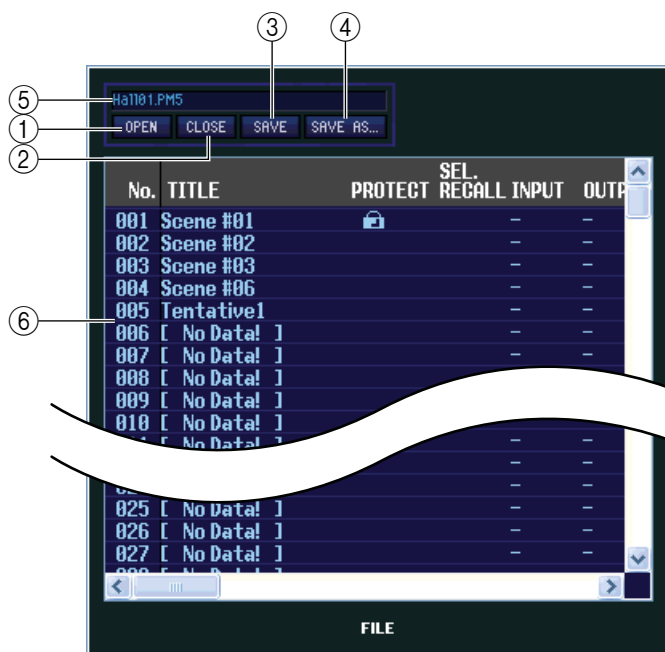 ③ ④
⑤ Hall01.PM5
① OPEN CLOSE SAVE SAVE AS...
②
No. TITLE PROTECT SEL. RECALL INPUT OUTP
001 Scene #01 – –
002 Scene #02 – –
003 Scene #03 – –
004 Scene #06 – –
⑥ 005 Tentative1 – –
006 [ No Data! ] – –
007 [ No Data! ] – –
008 [ No Data! ] –
009 [ No Data! ]
010 [ No Data! ]
[ No Data! ] – –
– –
– –
025 [ No Data! ] – –
026 [ No Data! ] – –
027 [ No Data! ] – –
FILE